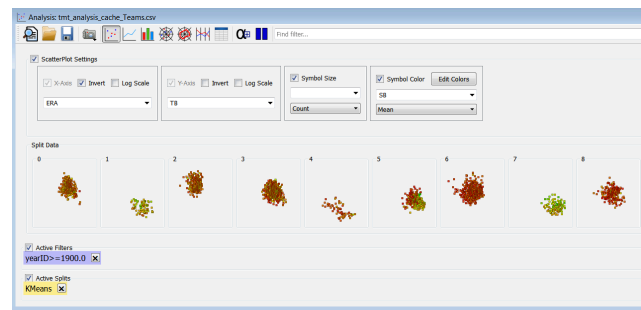 Analysis: tmt_analysis_cache_Teams.csv
Find filter...
ScatterPlot Settings
X-Axis Invert Log Scale
ERA
Y-Axis Invert Log Scale
TB
Symbol Size
Count
Symbol Color Edit Colors
SB
Mean
Split Data
0 1 2 3 4 5 6 7 8
Active Filters
yearID>=1900.0
Active Splits
KMeans